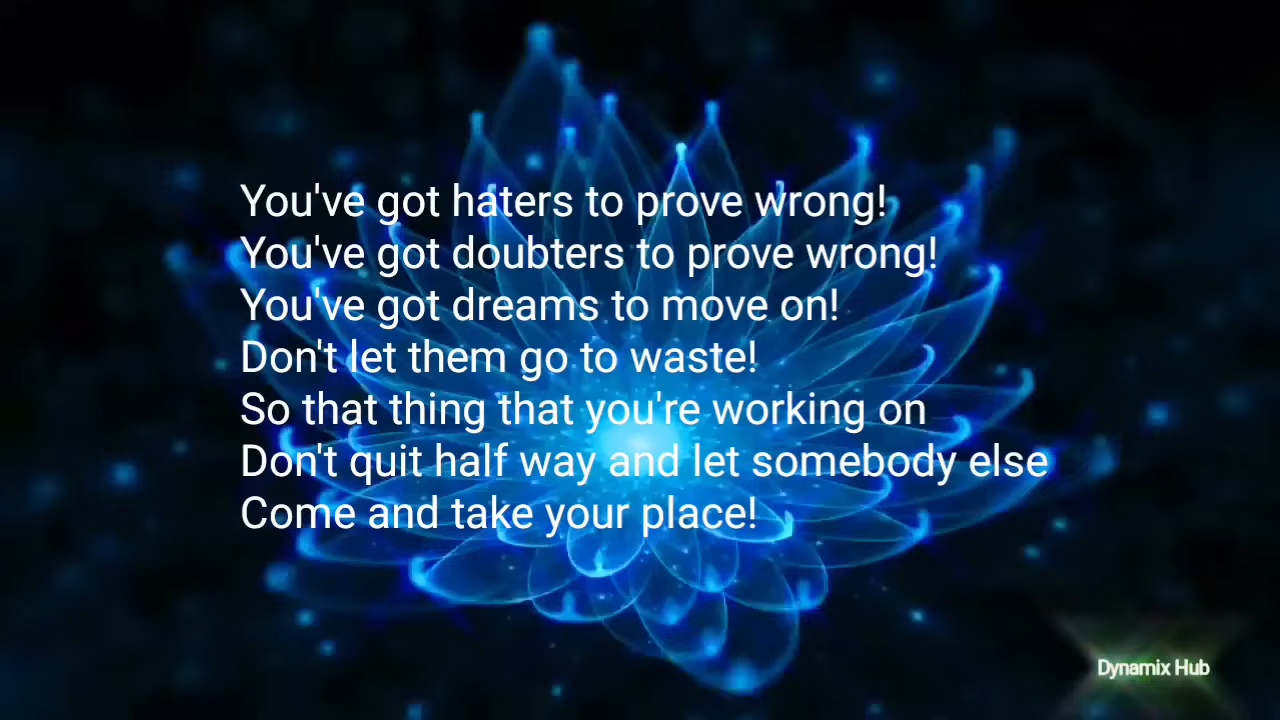 You've got haters to prove wrong!
You've got doubters to prove wrong!
You've got dreams to move on!
Don't let them go to waste!
So that thing that you're working on
Don't quit half way and let somebody else
Come and take your place!
Dynamix Hub